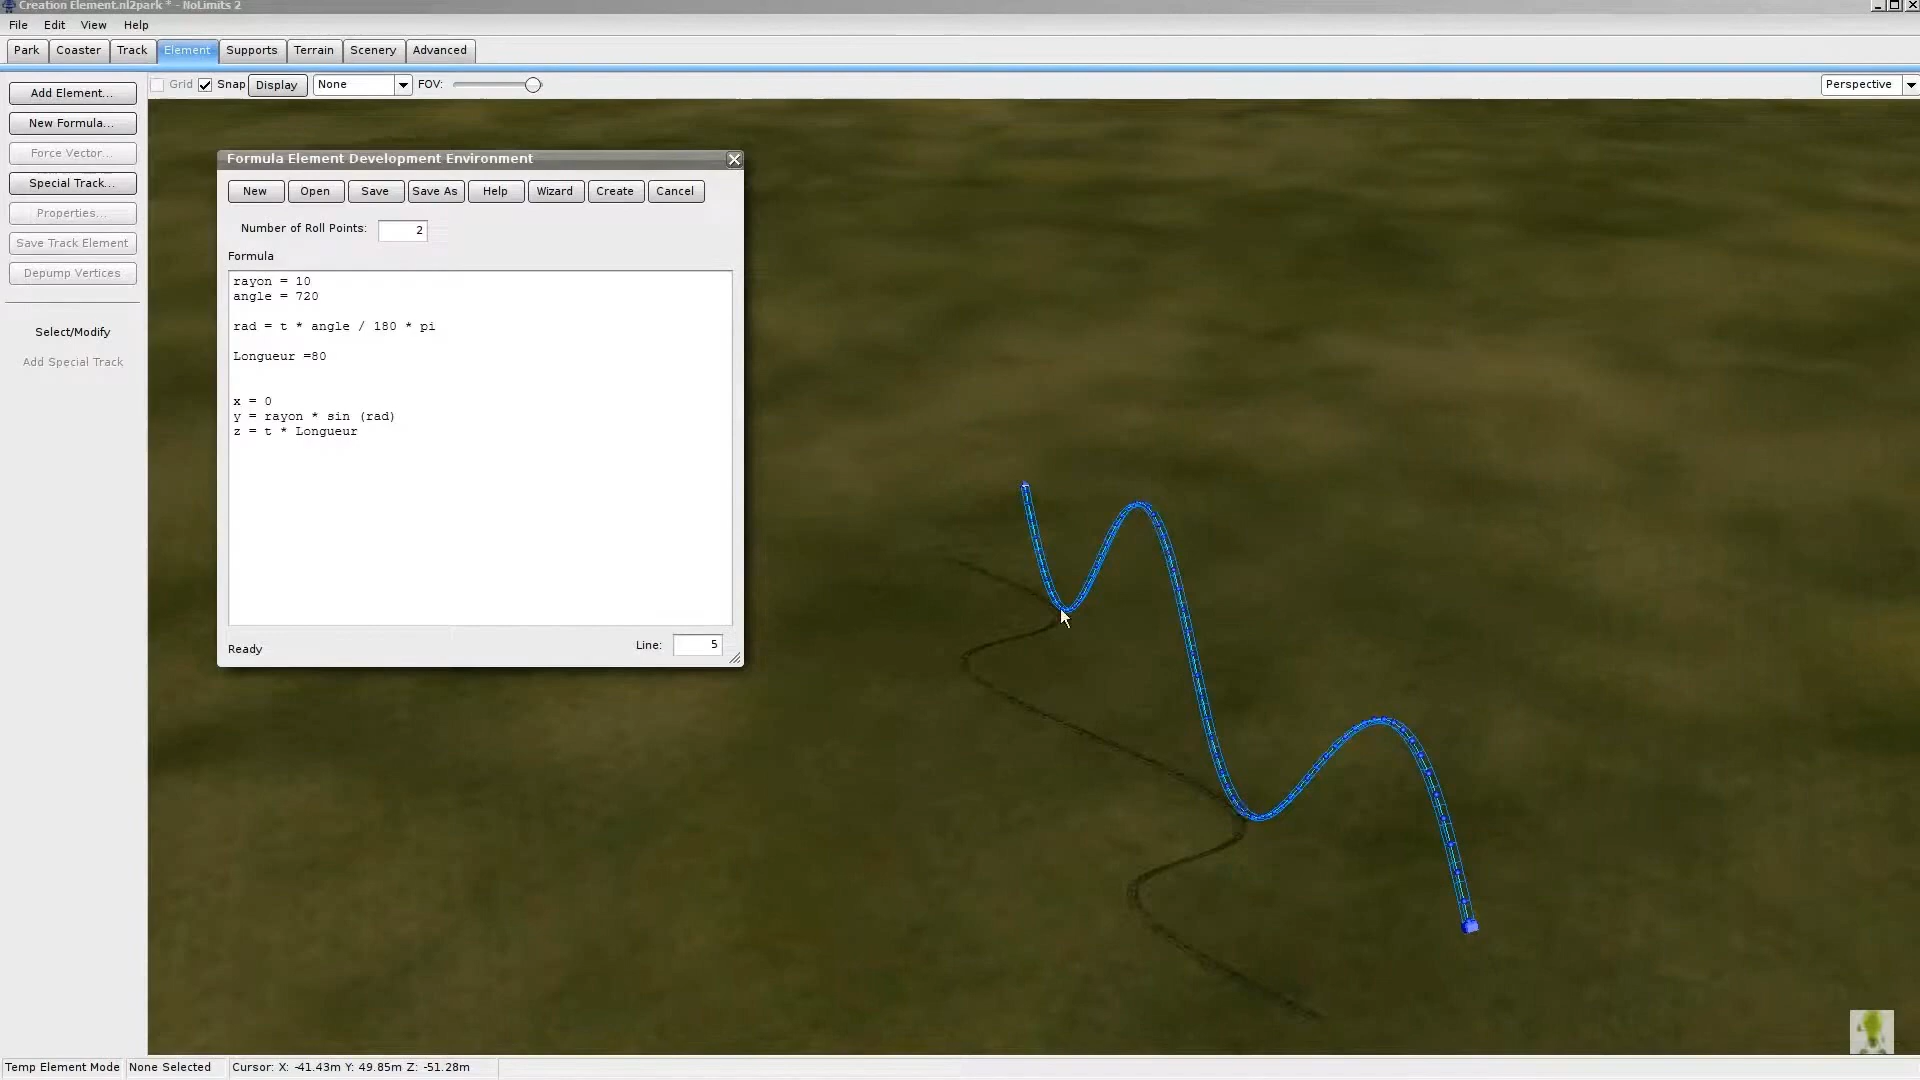 Creation Element.nl2park * - NoLimits 2
File Edit View Help
Park Coaster Track Element Supports Terrain Scenery Advanced
Grid Snap Display None FOV: Perspective
Add Element...
New Formula...
Force Vector...
Special Track...
Properties...
Save Track Element
Depump Vertices
Select/Modify
Add Special Track
Formula Element Development Environment
New Open Save Save As Help Wizard Create Cancel
Number of Roll Points: 2
Formula
rayon = 10
angle = 720
rad = t * angle / 180 * pi
Longueur =80
x = 0
y = rayon * sin (rad)
z = t * Longueur
Ready Line: 5
Temp Element Mode None Selected Cursor: X: -41.43m Y: 49.85m Z: -51.28m